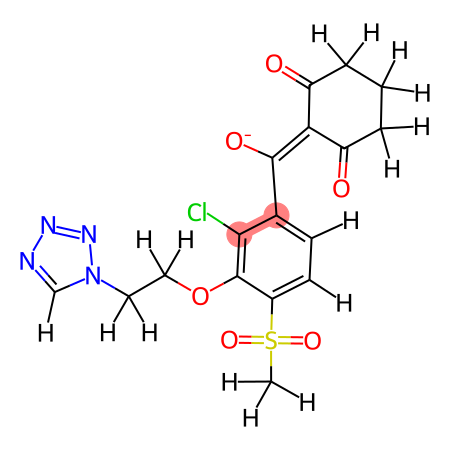 H H H
O
H
O⁻ H
H
O
Cl H
N N H H
N N O H
H H H O S O
H H
H